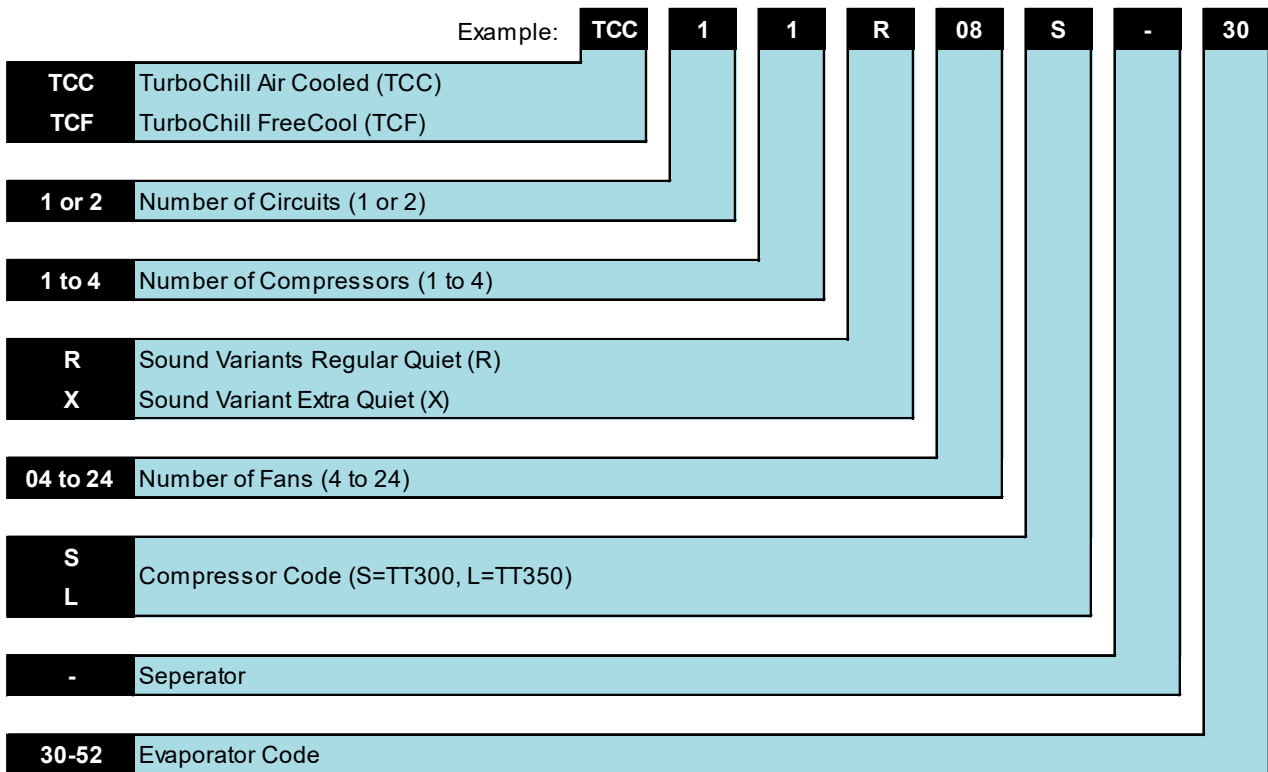 Example: TCC 1 1 R 08 S - 30
TCC TurboChill Air Cooled (TCC)
TCF TurboChill FreeCool (TCF)
1 or 2 Number of Circuits (1 or 2)
1 to 4 Number of Compressors (1 to 4)
R Sound Variants Regular Quiet (R)
X Sound Variant Extra Quiet (X)
04 to 24 Number of Fans (4 to 24)
S
Compressor Code (S=TT300, L=TT350)
L
- Seperator
30-52 Evaporator Code